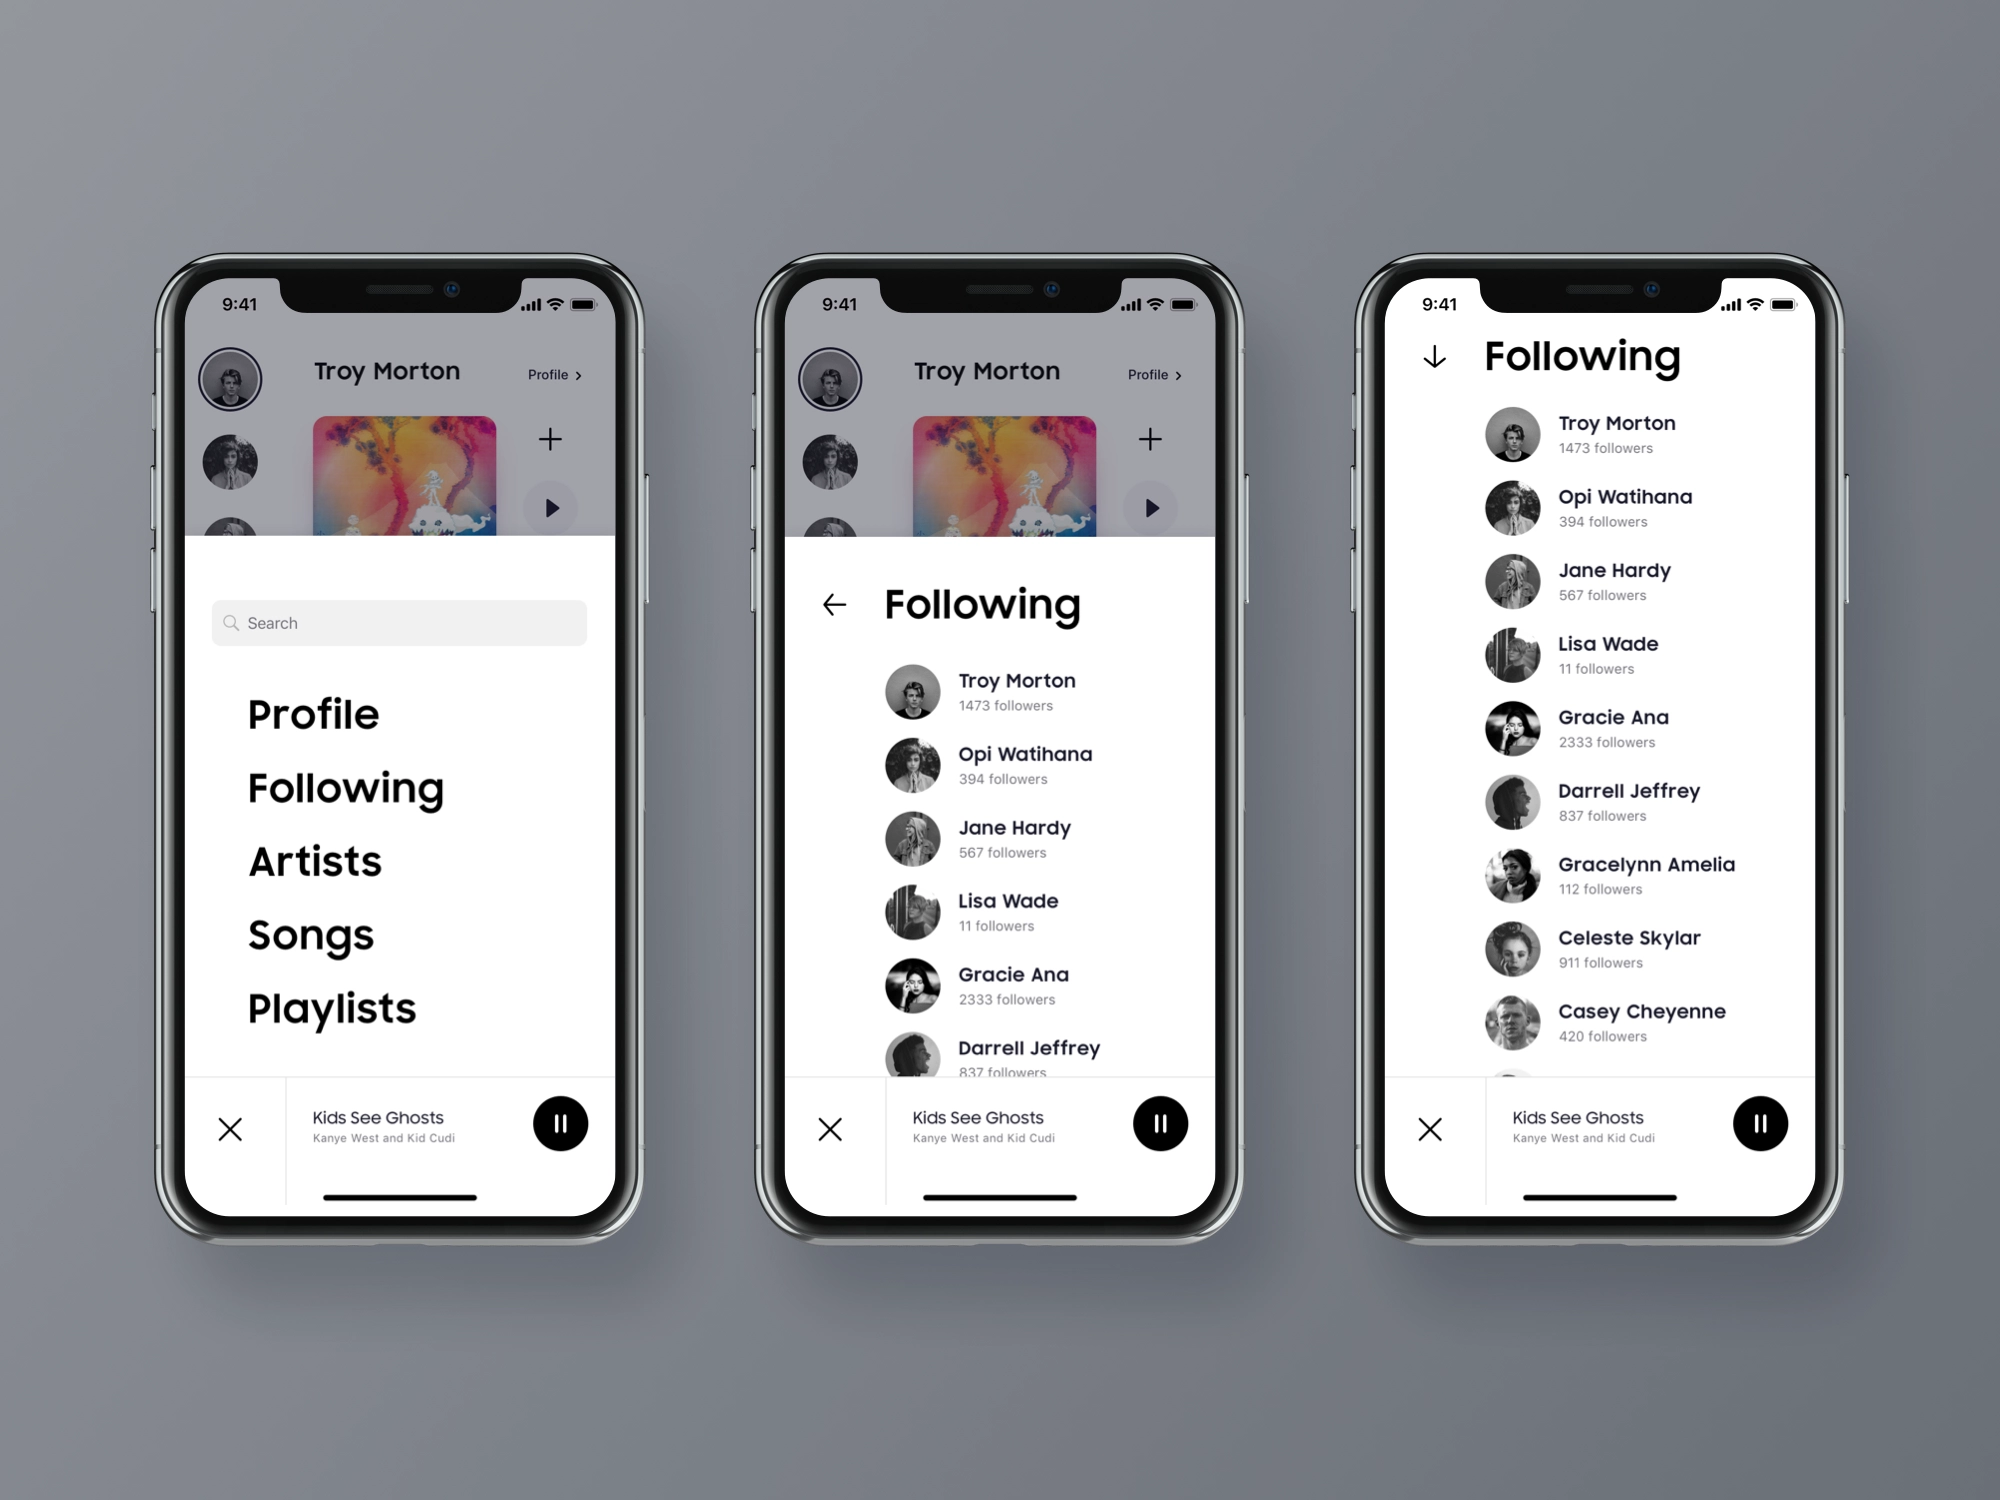 9:41
Troy Morton
Profile
Search
Profile
Following
Artists
Songs
Playlists
Kids See Ghosts
Kanye West and Kid Cudi
9:41
Troy Morton
Profile
Following
Troy Morton
1473 followers
Opi Watihana
394 followers
Jane Hardy
567 followers
Lisa Wade
11 followers
Gracie Ana
2333 followers
Darrell Jeffrey
837 followers
Kids See Ghosts
Kanye West and Kid Cudi
9:41
Following
Troy Morton
1473 followers
Opi Watihana
394 followers
Jane Hardy
567 followers
Lisa Wade
11 followers
Gracie Ana
2333 followers
Darrell Jeffrey
837 followers
Gracelynn Amelia
112 followers
Celeste Skylar
911 followers
Casey Cheyenne
420 followers
Kids See Ghosts
Kanye West and Kid Cudi